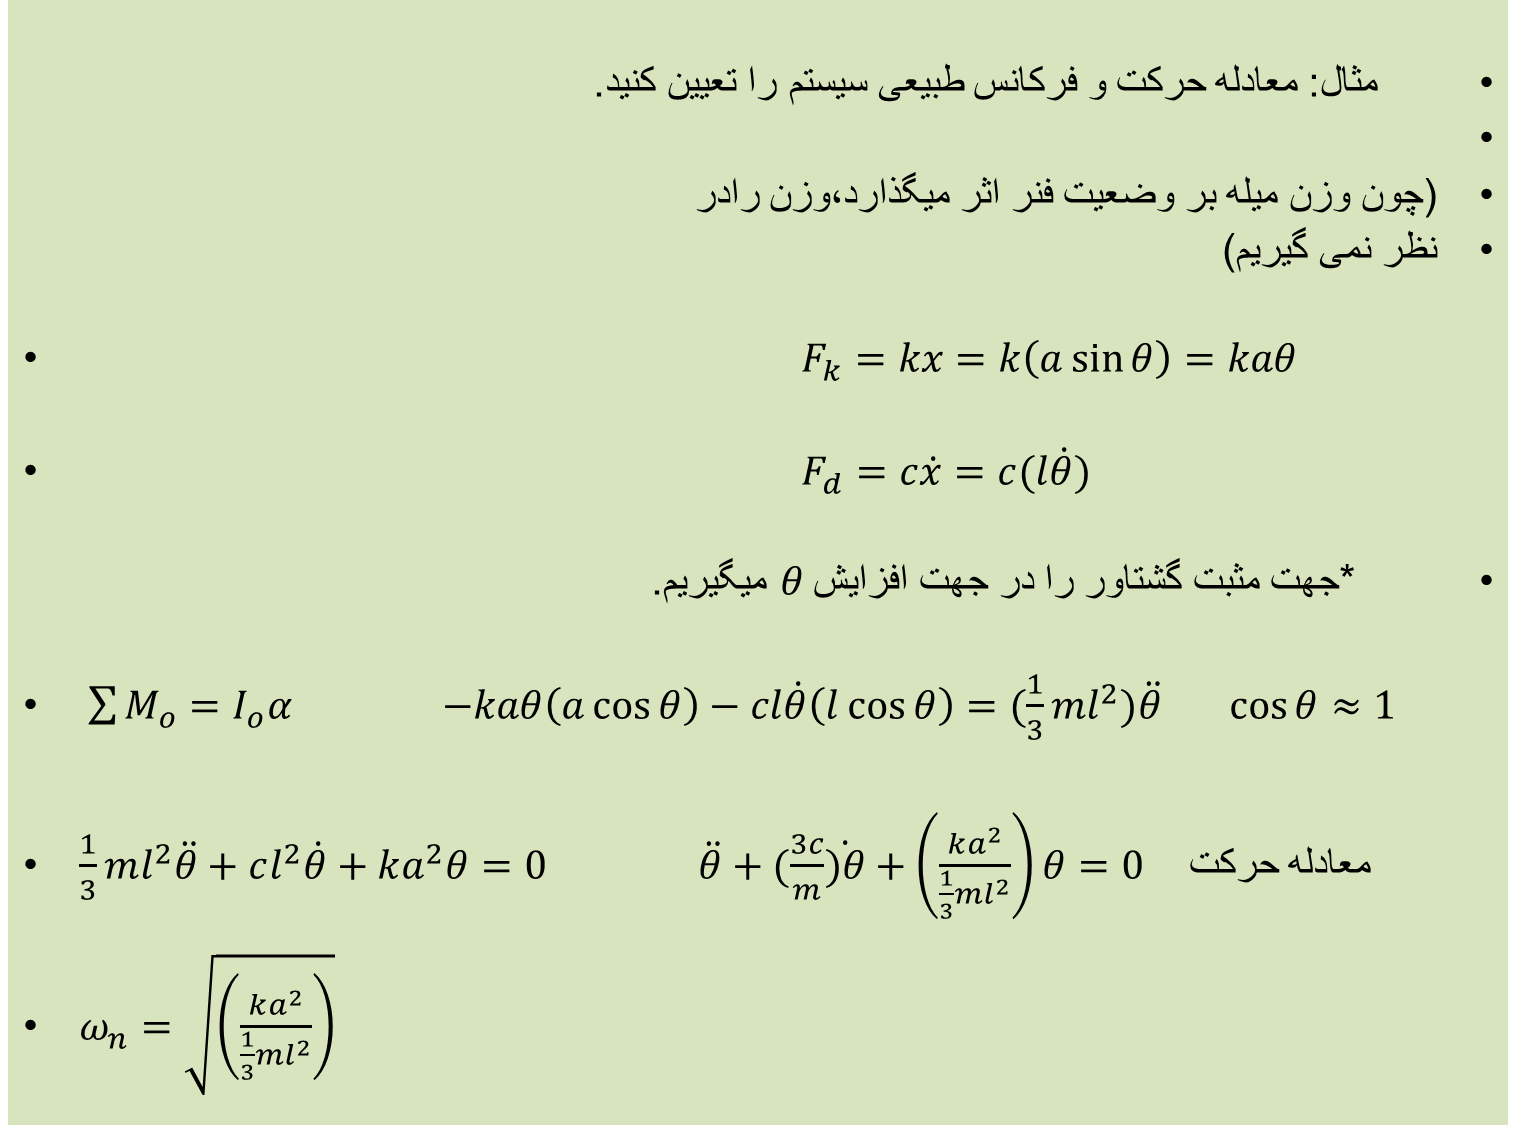 • مثال: معادله حرکت و فرکانس طبیعی سیستم را تعیین کنید.
•
• (چون وزن میله بر وضعیت فنر اثر میگذارد،وزن رادر
• نظر نمی گیریم)
• F_k = kx = k(a sin θ) = kaθ
• F_d = cẋ = c(lθ̇)
• *جهت مثبت گشتاور را در جهت افزایش θ میگیریم.
• ∑ M_o = I_o α −kaθ(a cos θ) − clθ̇(l cos θ) = (1/3 ml²)θ̈ cos θ ≈ 1
• 1/3 ml²θ̈ + cl²θ̇ + ka²θ = 0 θ̈ + (3c/m)θ̇ + (ka²/(1/3 ml²)) θ = 0 معادله حرکت
• ω_n = √(ka²/(1/3 ml²))